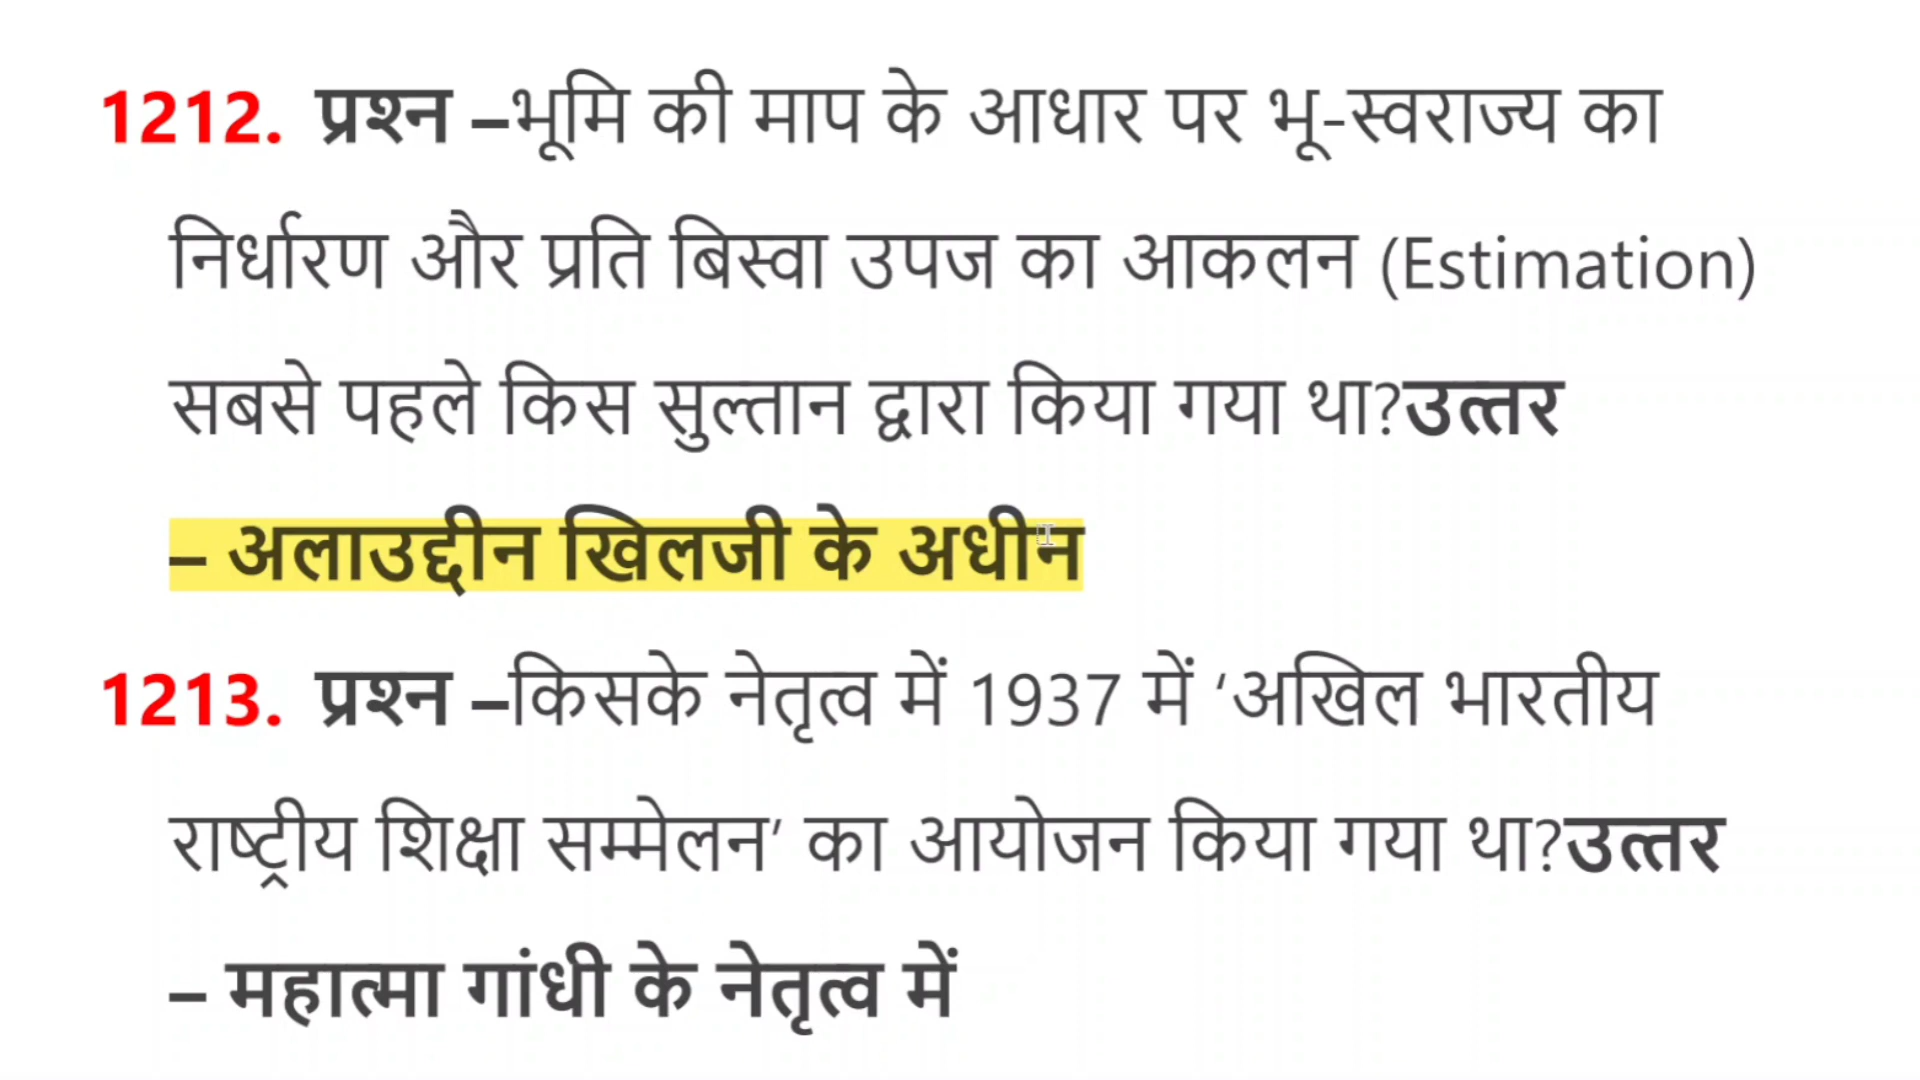 1212. प्रश्न –भूमि की माप के आधार पर भू-स्वराज्य का
निर्धारण और प्रति बिस्वा उपज का आकलन (Estimation)
सबसे पहले किस सुल्तान द्वारा किया गया था?उत्तर
– अलाउद्दीन खिलजी के अधीन
1213. प्रश्न –किसके नेतृत्व में 1937 में ‘अखिल भारतीय
राष्ट्रीय शिक्षा सम्मेलन’ का आयोजन किया गया था?उत्तर
– महात्मा गांधी के नेतृत्व में